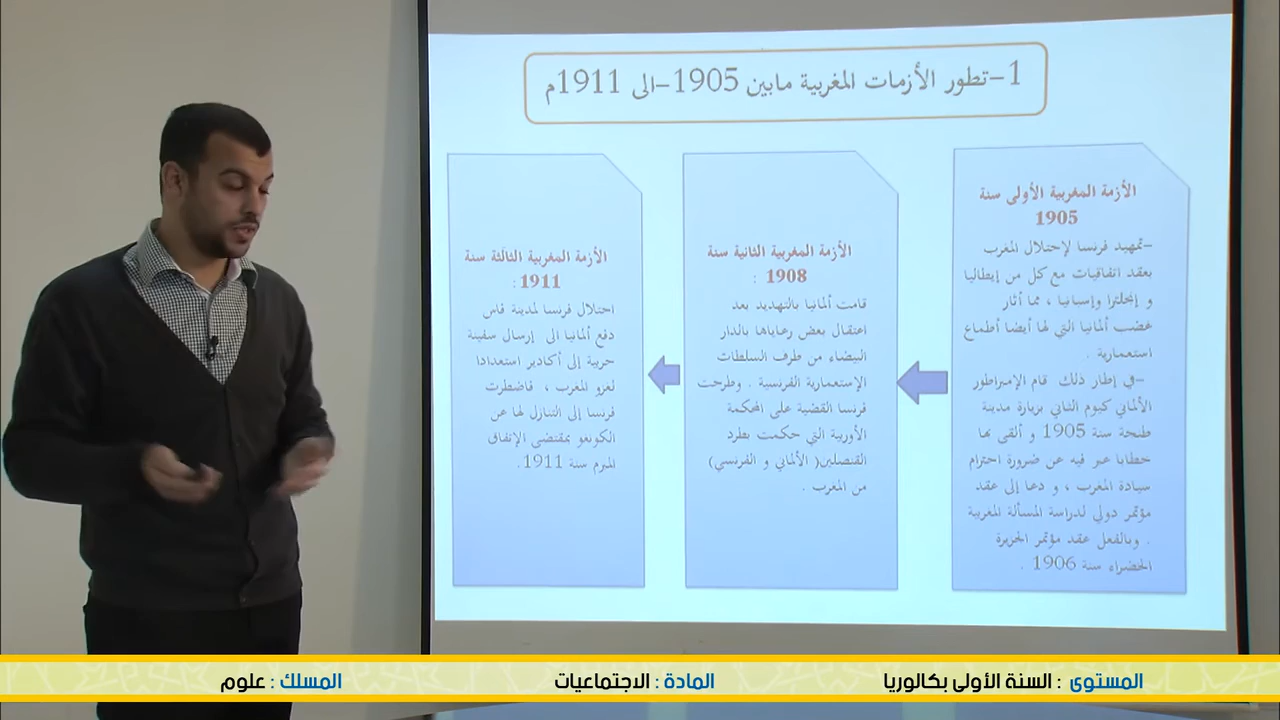 1-تطور الأزمات المغربية مابين 1905-الى 1911م
الأزمة المغربية الأولى سنة
1905
-تمهيد فرنسا لإحتلال المغرب
بعقد اتفاقيات مع كل من إيطاليا
و إنجلترا وإسبانيا ، مما أثار
غضب ألمانيا التي لها أيضا أطماع
استعمارية .
-في إطار ذلك قام الإمبراطور
الألماني كيوم الثاني بزيارة مدينة
طنجة سنة 1905 و ألقى بها
خطابا عبر فيه عن ضرورة احترام
سيادة المغرب ، و دعا إلى عقد
مؤتمر دولي لدراسة المسألة المغربية
. وبالفعل عقد مؤتمر الجزيرة
الخضراء سنة 1906 .
الأزمة المغربية الثانية سنة
1908 :
قامت ألمانيا بالتهديد بعد
اعتقال بعض رعاياها بالدار
البيضاء من طرف السلطات
الإستعمارية الفرنسية . وطرحت
فرنسا القضية على المحكمة
الأوربية التي حكمت بطرد
القنصلين( الألماني و الفرنسي)
من المغرب .
الأزمة المغربية الثالثة سنة
1911 :
احتلال فرنسا لمدينة فاس
دفع ألمانيا الى إرسال سفينة
حربية إلى أكادير استعدادا
لغزو المغرب ، فاضطرت
فرنسا إلى التنازل لها عن
الكونغو بمقتضى الإتفاق
المبرم سنة 1911.
المستوى : السنة الأولى بكالوريا
المادة : الاجتماعيات
المسلك : علوم